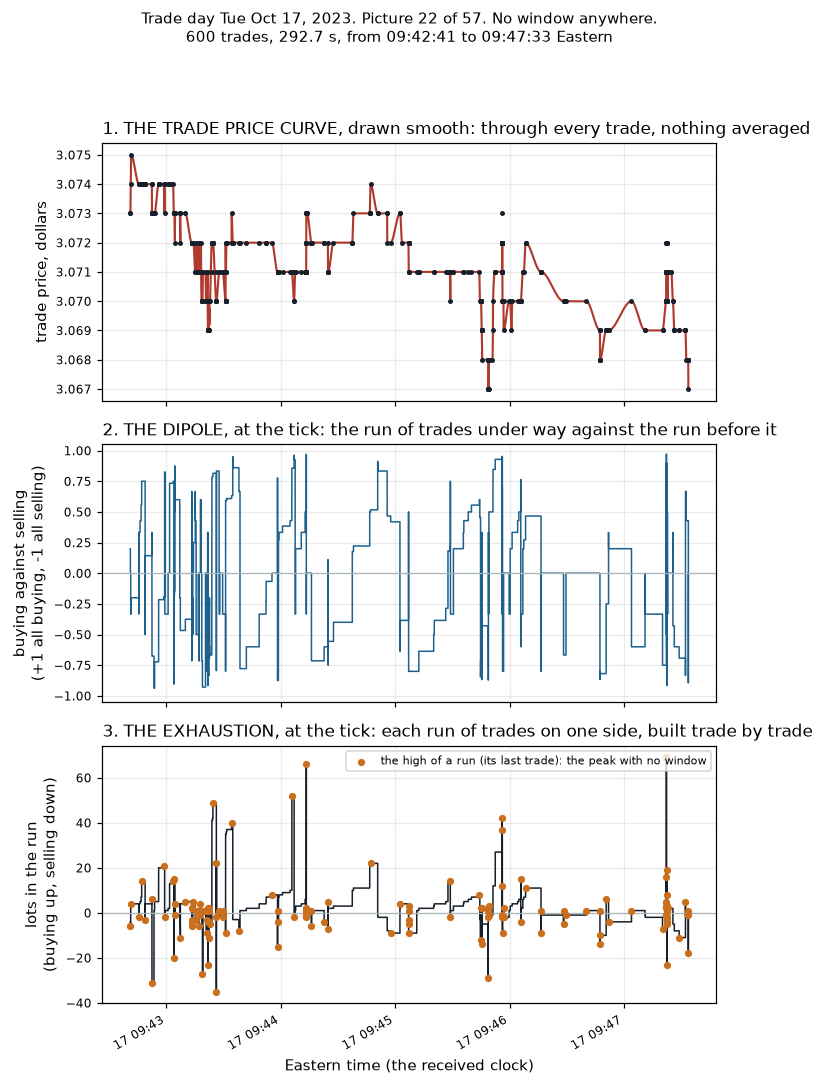 Trade day Tue Oct 17, 2023. Picture 22 of 57. No window anywhere.
600 trades, 292.7 s, from 09:42:41 to 09:47:33 Eastern
1. THE TRADE PRICE CURVE, drawn smooth: through every trade, nothing averaged
trade price, dollars
3.075
3.074
3.073
3.072
3.071
3.070
3.069
3.068
3.067
2. THE DIPOLE, at the tick: the run of trades under way against the run before it
buying against selling
(+1 all buying, -1 all selling)
1.00
0.75
0.50
0.25
0.00
−0.25
−0.50
−0.75
−1.00
3. THE EXHAUSTION, at the tick: each run of trades on one side, built trade by trade
the high of a run (its last trade): the peak with no window
lots in the run
(buying up, selling down)
60
40
20
0
−20
−40
17 09:43
17 09:44
17 09:45
17 09:46
17 09:47
Eastern time (the received clock)